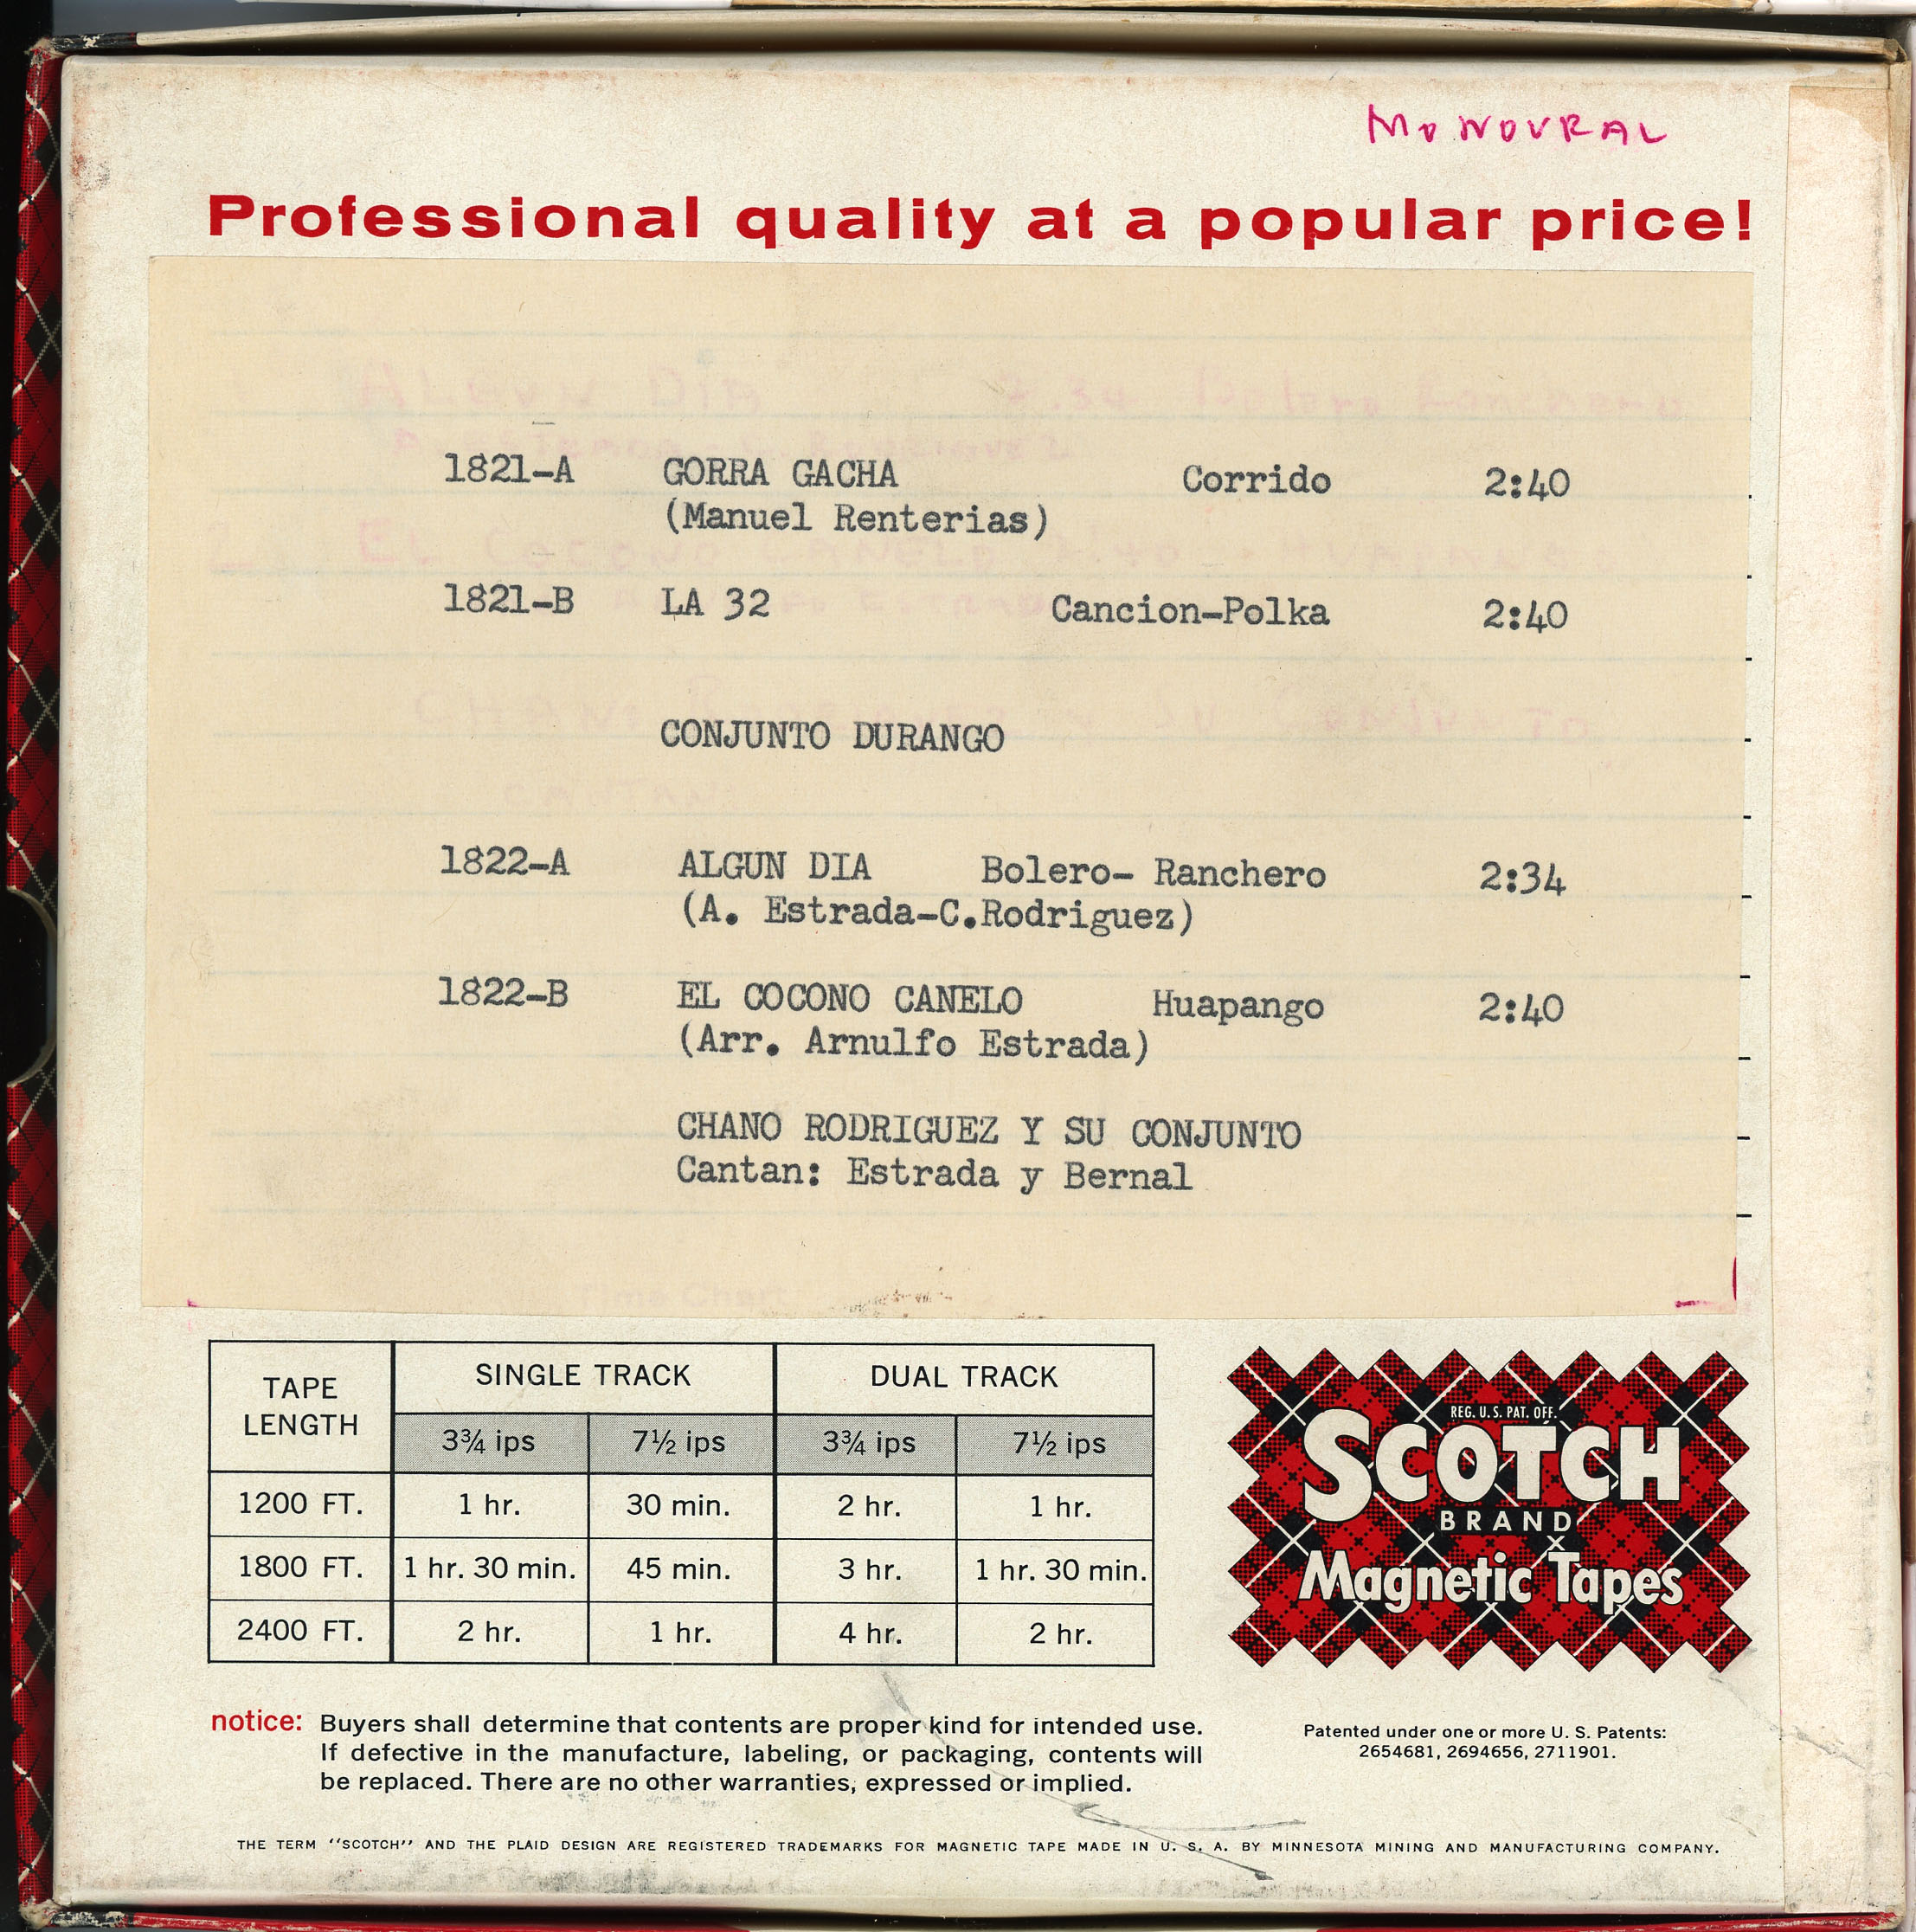 MONOURAL
Professional quality at a popular price!
1821-A GORRA GACHA Corrido 2:40
(Manuel Renterias)
1821-B LA 32 Cancion-Polka 2:40
CONJUNTO DURANGO
1822-A ALGUN DIA Bolero- Ranchero 2:34
(A. Estrada-C.Rodriguez)
1822-B EL COCONO CANELO Huapango 2:40
(Arr. Arnulfo Estrada)
CHANO RODRIGUEZ Y SU CONJUNTO
Cantan: Estrada y Bernal
TAPE LENGTH SINGLE TRACK DUAL TRACK
3¾ ips 7½ ips 3¾ ips 7½ ips
1200 FT. 1 hr. 30 min. 2 hr. 1 hr.
1800 FT. 1 hr. 30 min. 45 min. 3 hr. 1 hr. 30 min.
2400 FT. 2 hr. 1 hr. 4 hr. 2 hr.
REG. U. S. PAT. OFF.
SCOTCH
BRAND
Magnetic Tapes
notice: Buyers shall determine that contents are proper kind for intended use.
If defective in the manufacture, labeling, or packaging, contents will
be replaced. There are no other warranties, expressed or implied.
Patented under one or more U. S. Patents:
2654681, 2694656, 2711901.
THE TERM "SCOTCH" AND THE PLAID DESIGN ARE REGISTERED TRADEMARKS FOR MAGNETIC TAPE MADE IN U. S. A. BY MINNESOTA MINING AND MANUFACTURING COMPANY.